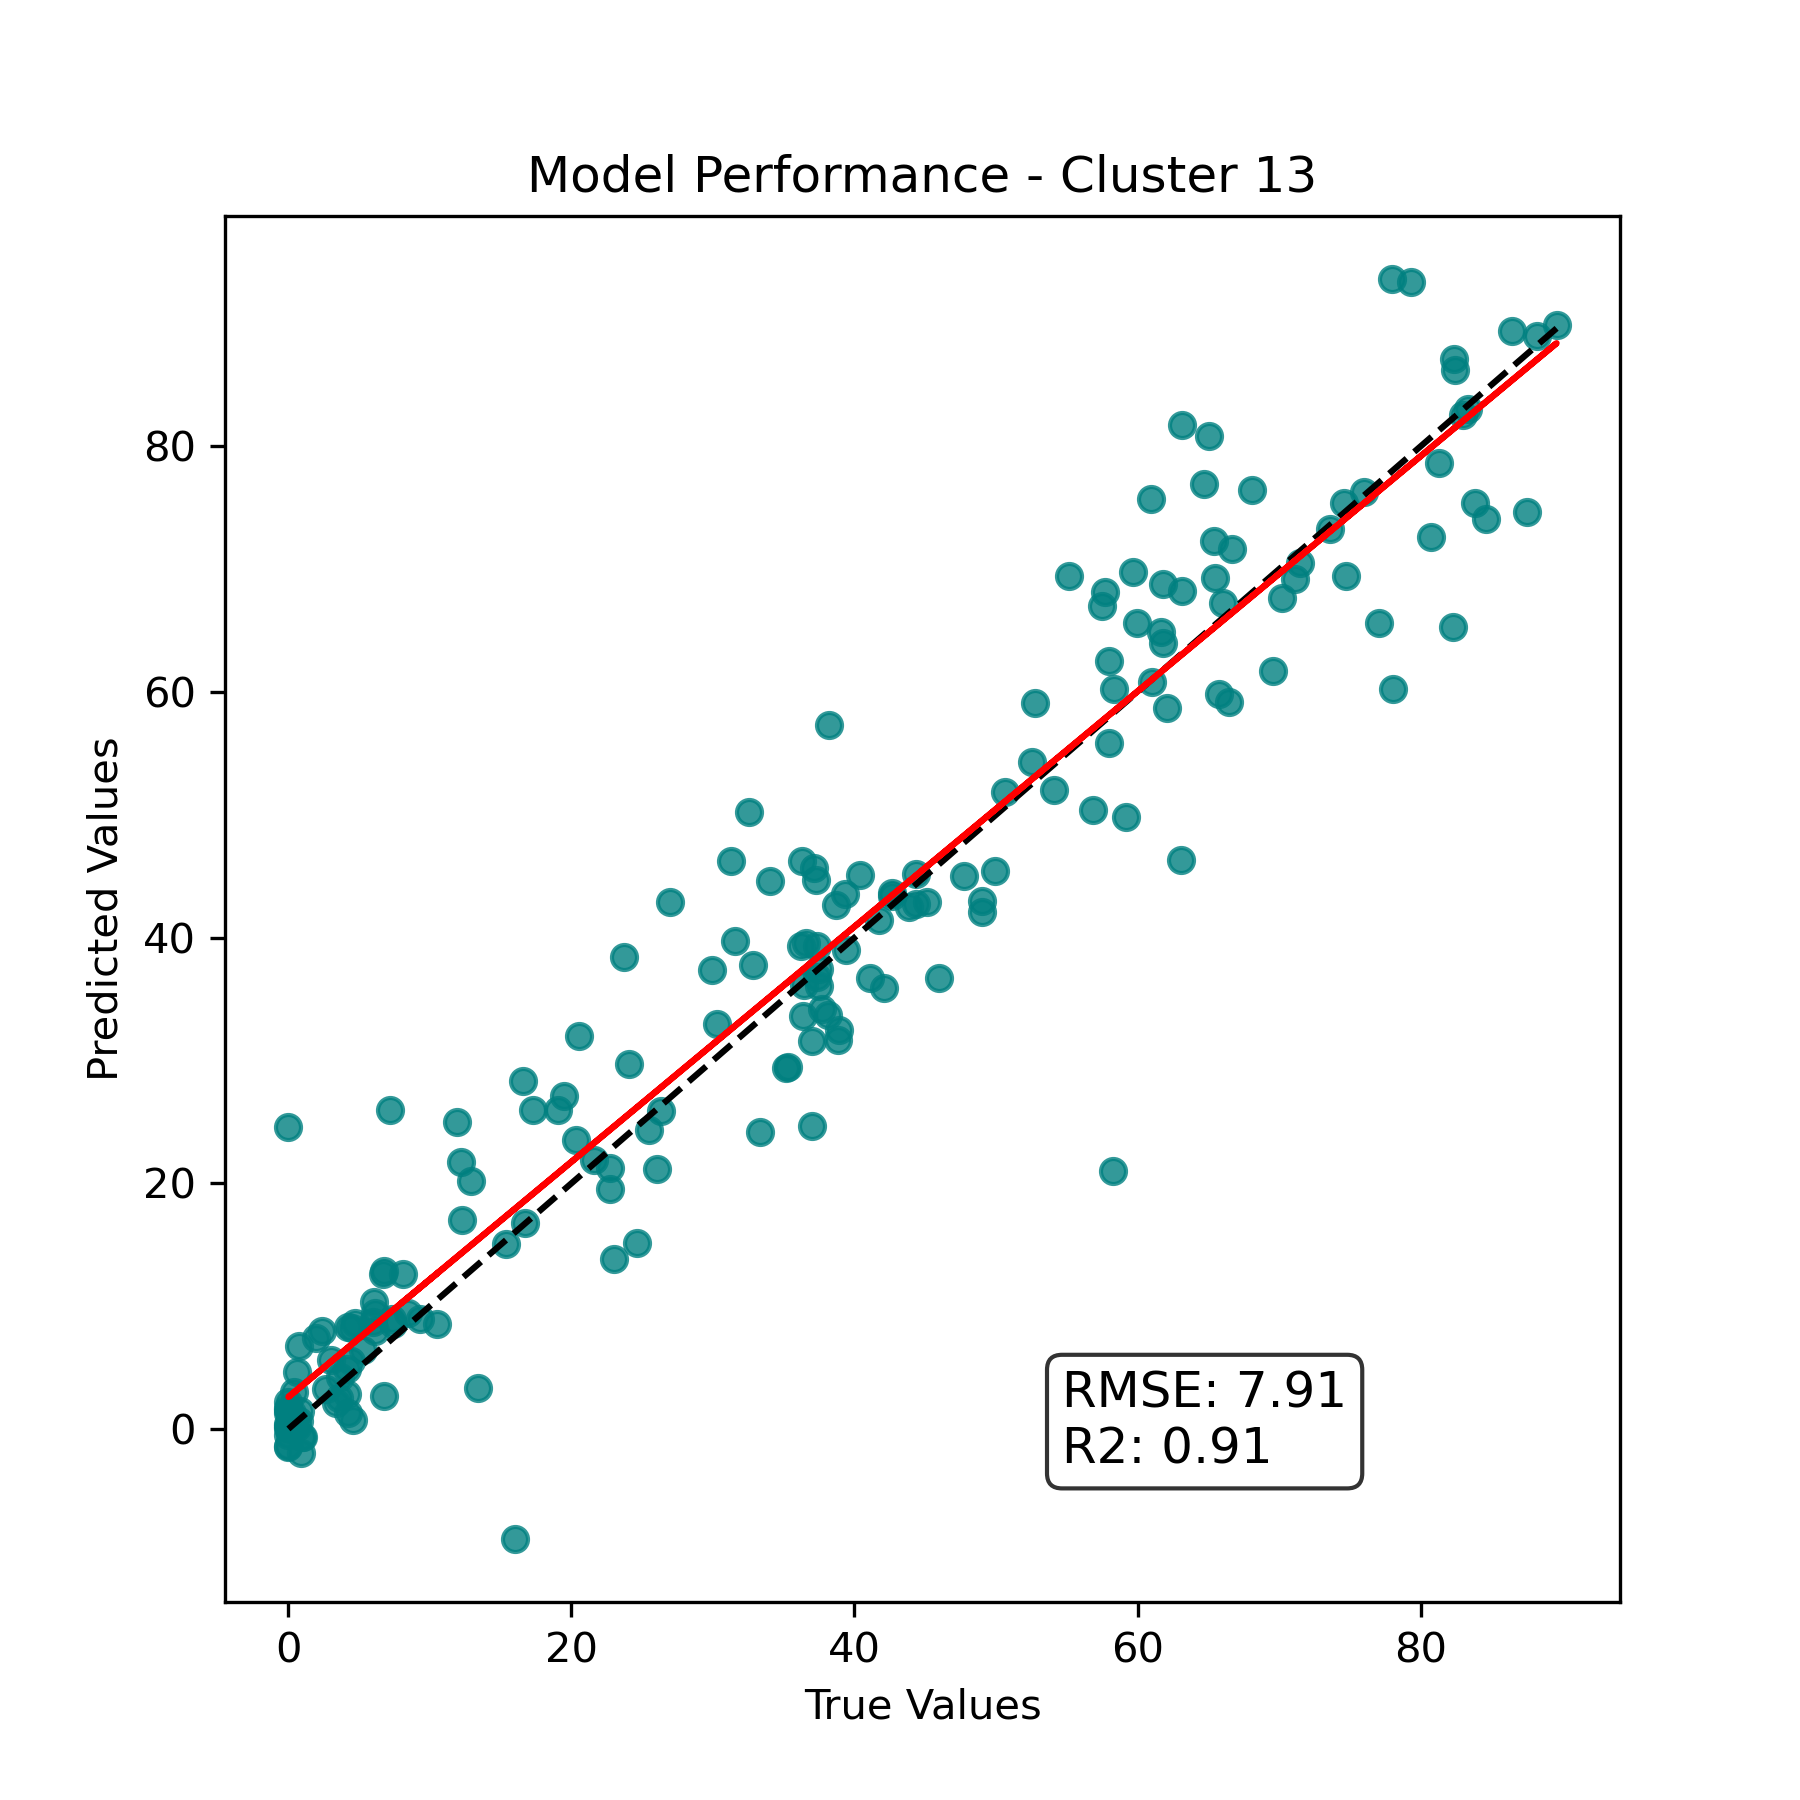 Model Performance - Cluster 13
80
60
40
20
0
Predicted Values
RMSE: 7.91
R2: 0.91
0 20 40 60 80
True Values